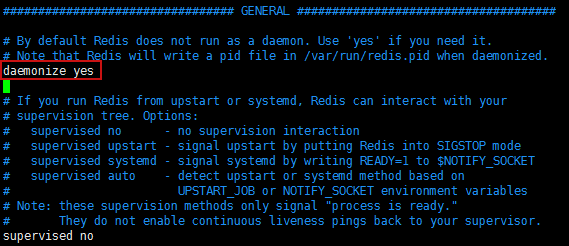 ################################# GENERAL #####################################
# By default Redis does not run as a daemon. Use 'yes' if you need it.
# Note that Redis will write a pid file in /var/run/redis.pid when daemonized.
daemonize yes
# If you run Redis from upstart or systemd, Redis can interact with your
# supervision tree. Options:
#   supervised no      - no supervision interaction
#   supervised upstart - signal upstart by putting Redis into SIGSTOP mode
#   supervised systemd - signal systemd by writing READY=1 to $NOTIFY_SOCKET
#   supervised auto    - detect upstart or systemd method based on
#                        UPSTART_JOB or NOTIFY_SOCKET environment variables
# Note: these supervision methods only signal "process is ready."
#       They do not enable continuous liveness pings back to your supervisor.
supervised no